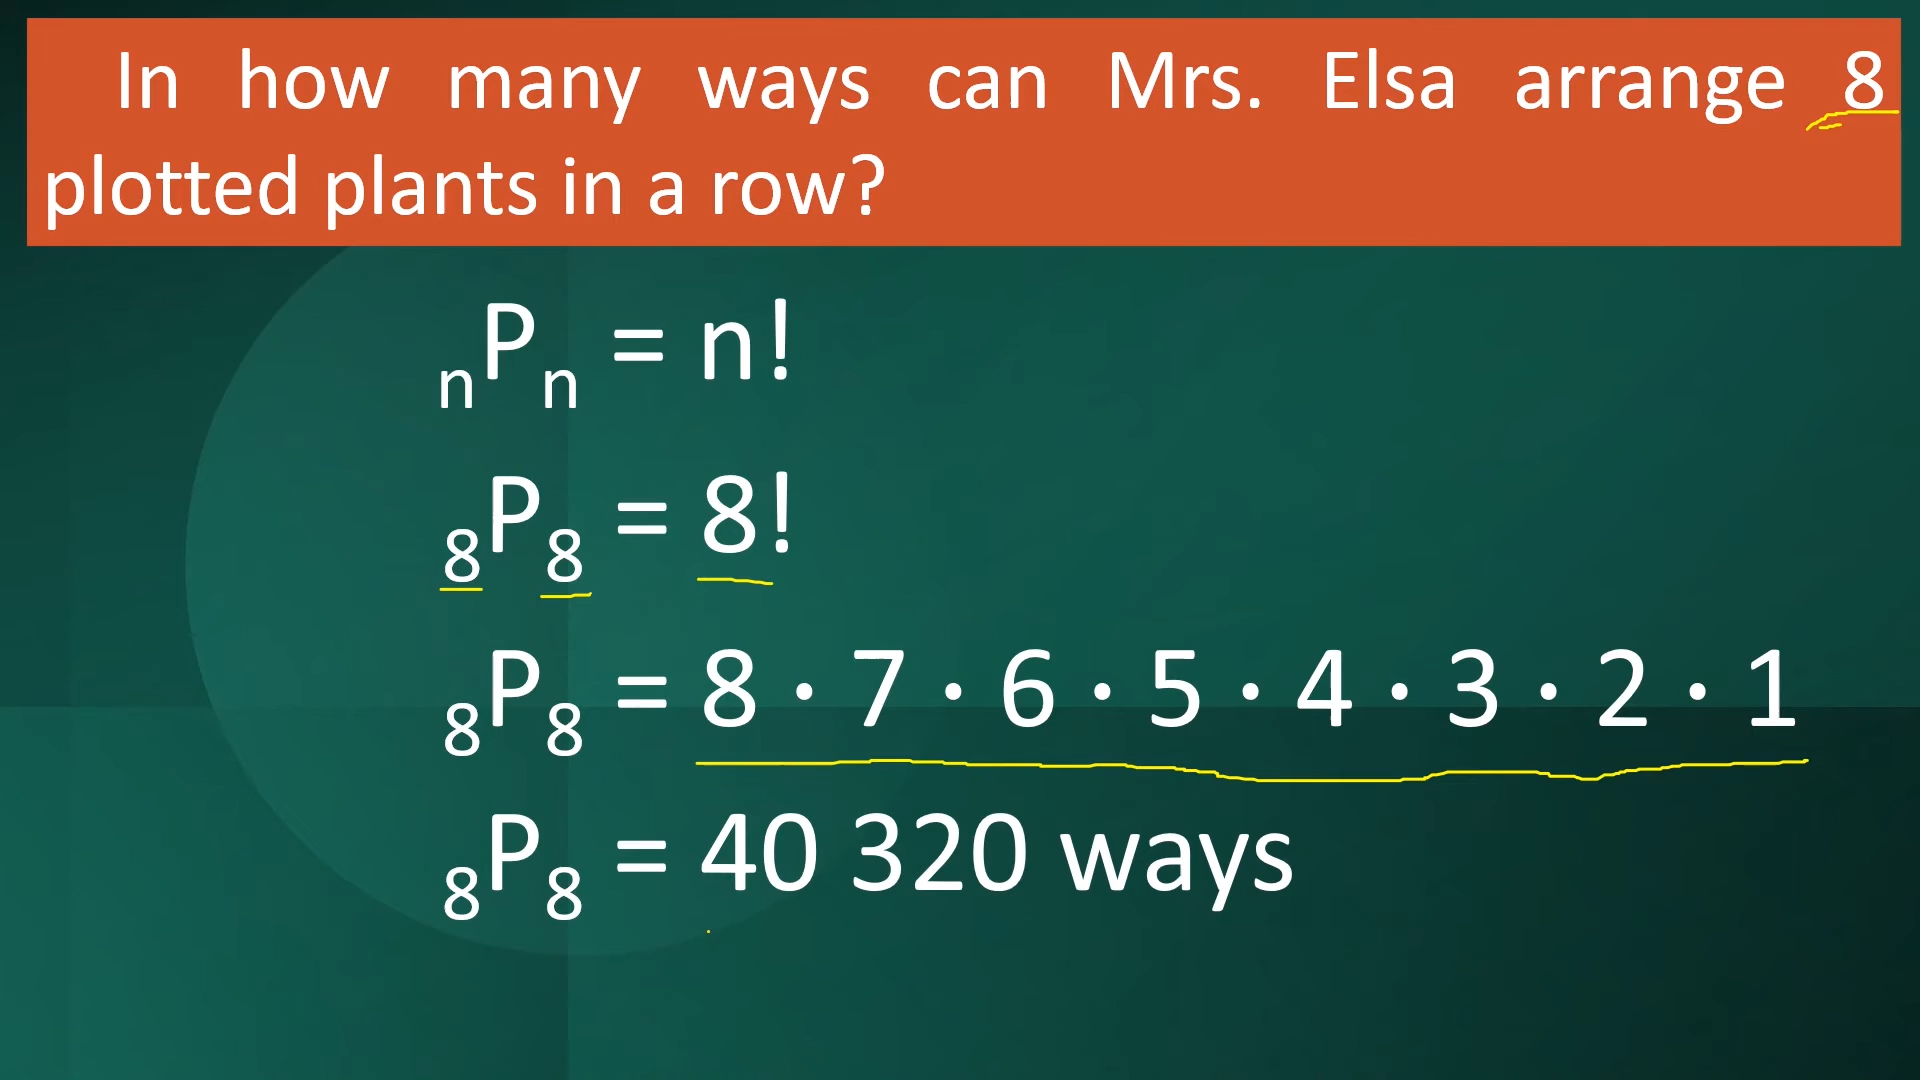 In how many ways can Mrs. Elsa arrange 8
plotted plants in a row?
ₙPₙ = n!
₈P₈ = 8!
₈P₈ = 8 · 7 · 6 · 5 · 4 · 3 · 2 · 1
₈P₈ = 40 320 ways